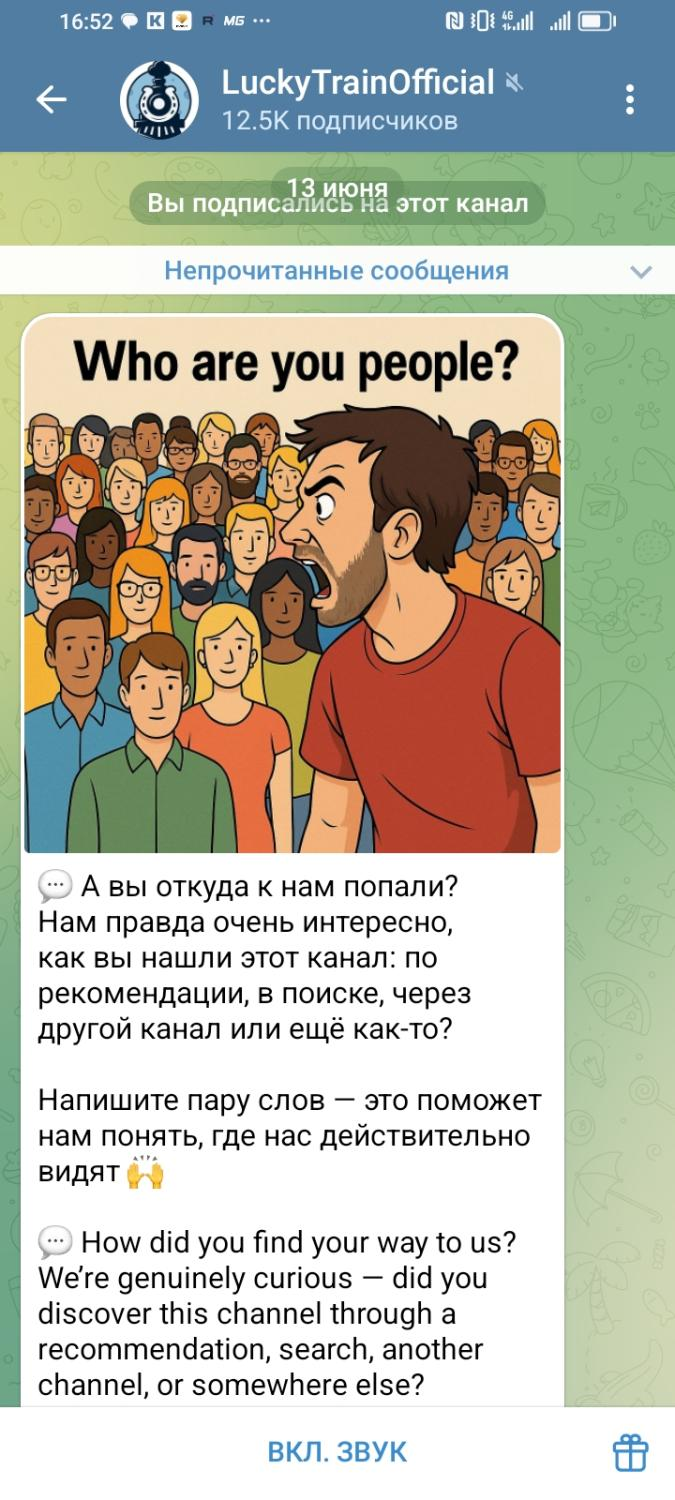 16:52
K
R
MG
4G
LuckyTrainOfficial
12.5K подписчиков
13 июня
Вы подписались на этот канал
Непрочитанные сообщения
Who are you people?
💬 А вы откуда к нам попали?
Нам правда очень интересно,
как вы нашли этот канал: по
рекомендации, в поиске, через
другой канал или ещё как-то?
Напишите пару слов — это поможет
нам понять, где нас действительно
видят 🙌
💬 How did you find your way to us?
We’re genuinely curious — did you
discover this channel through a
recommendation, search, another
channel, or somewhere else?
ВКЛ. ЗВУК